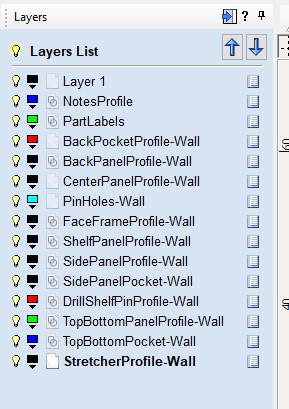 Layers
?
Layers List
Layer 1
NotesProfile
PartLabels
BackPocketProfile-Wall
BackPanelProfile-Wall
CenterPanelProfile-Wall
PinHoles-Wall
FaceFrameProfile-Wall
ShelfPanelProfile-Wall
SidePanelProfile-Wall
SidePanelPocket-Wall
DrillShelfPinProfile-Wall
TopBottomPanelProfile-Wall
TopBottomPocket-Wall
StretcherProfile-Wall